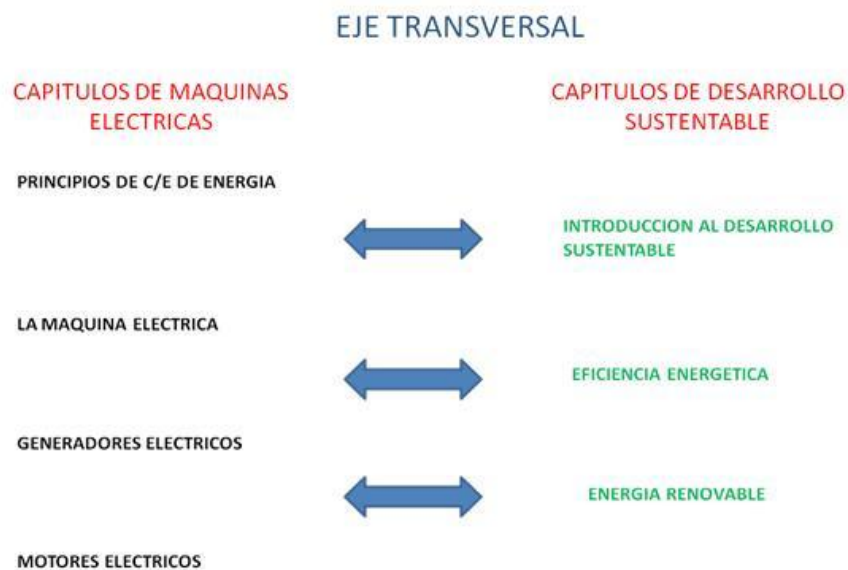 EJE TRANSVERSAL
CAPITULOS DE MAQUINAS
ELECTRICAS
CAPITULOS DE DESARROLLO
SUSTENTABLE
PRINCIPIOS DE C/E DE ENERGIA
INTRODUCCION AL DESARROLLO
SUSTENTABLE
LA MAQUINA ELECTRICA
EFICIENCIA ENERGETICA
GENERADORES ELECTRICOS
ENERGIA RENOVABLE
MOTORES ELECTRICOS